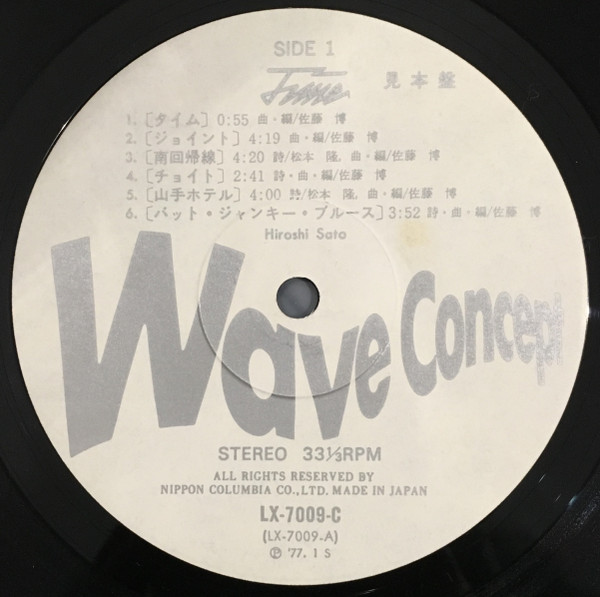 SIDE 1
Time
見本盤
1. [タイム] 0:55 曲・編/佐藤 博
2. [ジョイント] 4:19 曲・編/佐藤 博
3. [南回帰線] 4:20 詩/松本 隆 曲・編/佐藤 博
4. [チョイト] 2:41 詩・曲・編/佐藤 博
5. [山手ホテル] 4:00 詩/松本 隆 曲・編/佐藤 博
6. [バット・ジャンキー・ブルース] 3:52 詩・曲・編/佐藤 博
Hiroshi Sato
Wave Concept
STEREO 33⅓RPM
ALL RIGHTS RESERVED BY
NIPPON COLUMBIA CO.,LTD. MADE IN JAPAN
LX-7009-C
(LX-7009-A)
Ⓟ '77. 1 S